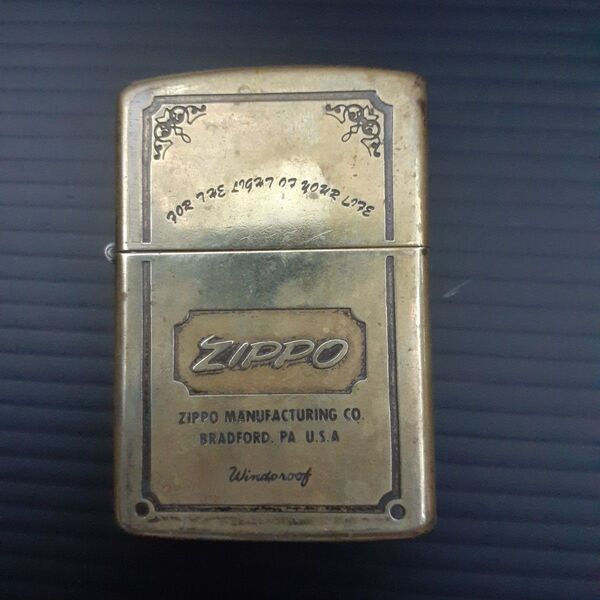 FOR THE LIGHT OF YOUR LIFE
ZIPPO
ZIPPO MANUFACTURING CO.
BRADFORD. PA U.S.A
Windproof